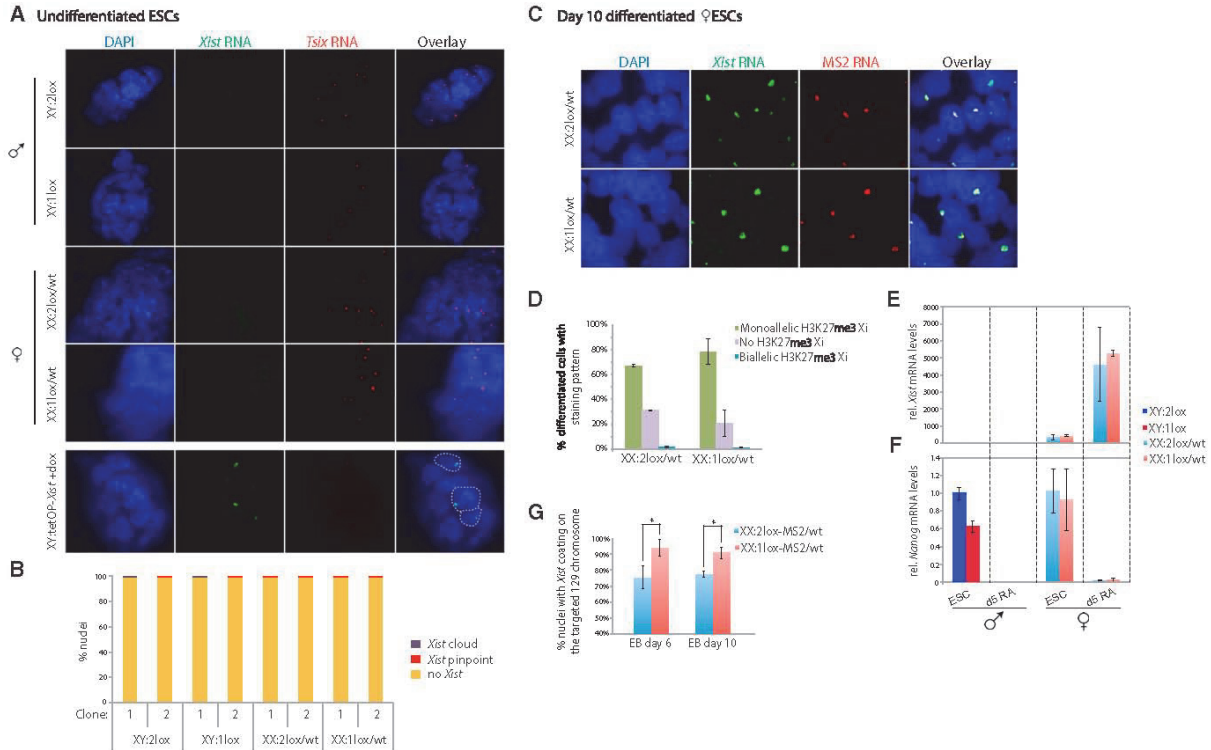 A Undifferentiated ESCs
DAPI Xist RNA Tsix RNA Overlay
♂
XY:2lox
XY:1lox
♀
XX:2lox/wt
XX:1lox/wt
XY:tetOP-Xist +dox
B
% nuclei
100
80
60
40
20
0
Xist cloud
Xist pinpoint
no Xist
Clone: 1 2 1 2 1 2 1 2
XY:2lox XY:1lox XX:2lox/wt XX:1lox/wt
C Day 10 differentiated ♀ESCs
DAPI Xist RNA MS2 RNA Overlay
XX:2lox/wt
XX:1lox/wt
D
% differentiated cells with
staining pattern
100%
80%
60%
40%
20%
0%
Monoallelic H3K27me3 Xi
No H3K27me3 Xi
Biallelic H3K27me3 Xi
XX:2lox/wt XX:1lox/wt
E
rel. Xist mRNA levels
8000
7000
6000
5000
4000
3000
2000
1000
0
XY:2lox
XY:1lox
XX:2lox/wt
XX:1lox/wt
F
rel. Nanog mRNA levels
1.4
1.2
1.0
0.8
0.6
0.4
0.2
0
ESC d5 RA ESC d5 RA
♂ ♀
G
% nuclei with Xist coating on
the targeted 129 chromosome
100%
90%
80%
70%
60%
50%
40%
* *
XX:2lox-MS2/wt
XX:1lox-MS2/wt
EB day 6 EB day 10